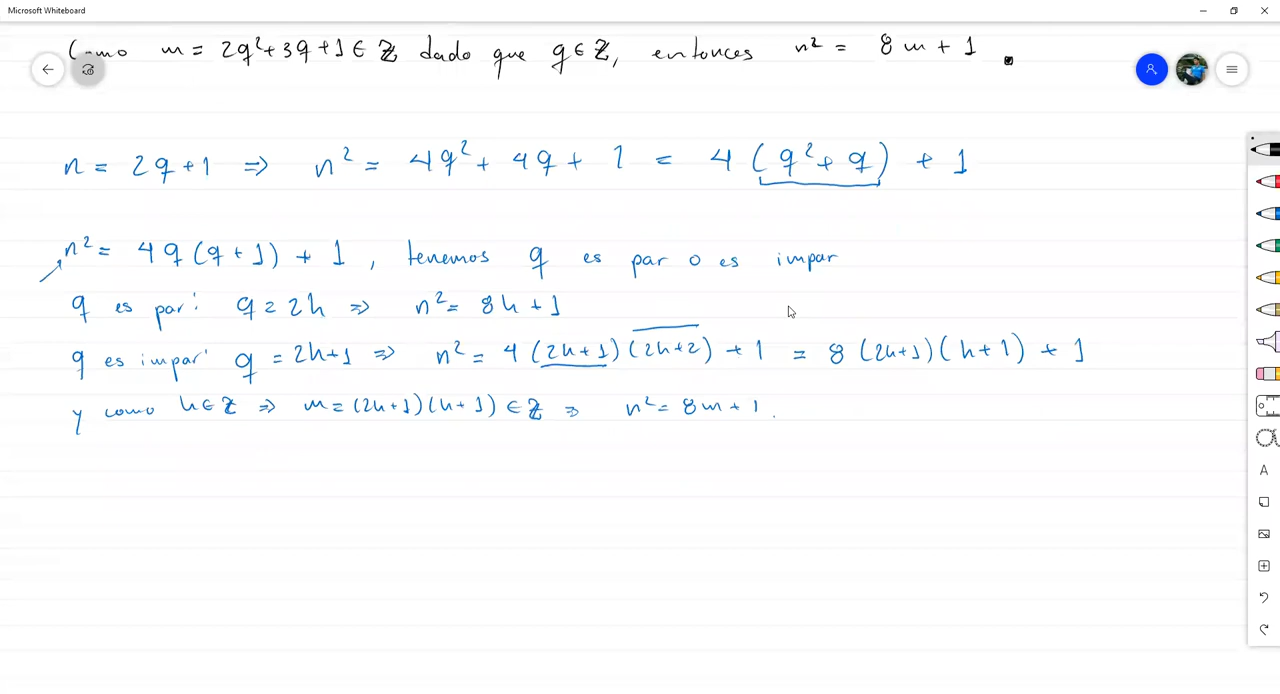 Microsoft Whiteboard
Como m = 2q²+3q+1 ∈ ℤ dado que q ∈ ℤ, entonces n² = 8m+1
n = 2q+1 ⇒ n² = 4q² + 4q + 1 = 4(q²+q) + 1
n² = 4q(q+1) + 1, tenemos q es par o es impar
q es par: q = 2h ⇒ n² = 8h+1
q es impar: q = 2h+1 ⇒ n² = 4(2h+1)(2h+2) + 1 = 8(2h+1)(h+1) + 1
y como h ∈ ℤ ⇒ m = (2h+1)(h+1) ∈ ℤ ⇒ n² = 8m+1.
A